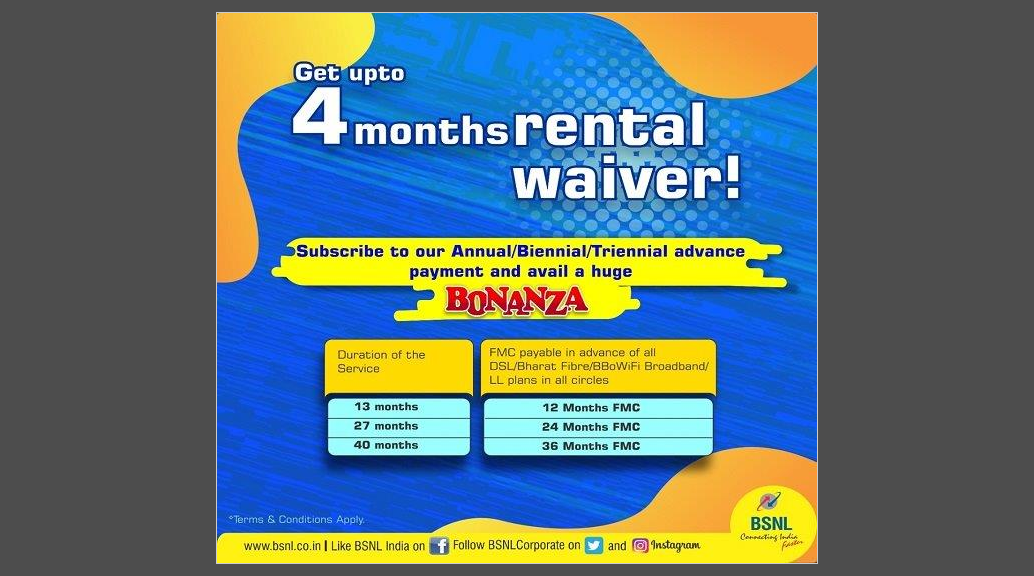 Get upto
4 months rental
waiver!
Subscribe to our Annual/Biennial/Triennial advance
payment and avail a huge
BONANZA
Duration of the
Service
FMC payable in advance of all
DSL/Bharat Fibre/BBoWiFi Broadband/
LL plans in all circles
13 months 12 Months FMC
27 months 24 Months FMC
40 months 36 Months FMC
*Terms & Conditions Apply.
BSNL
Connecting India
Faster
www.bsnl.co.in | Like BSNL India on f Follow BSNLCorporate on and Instagram